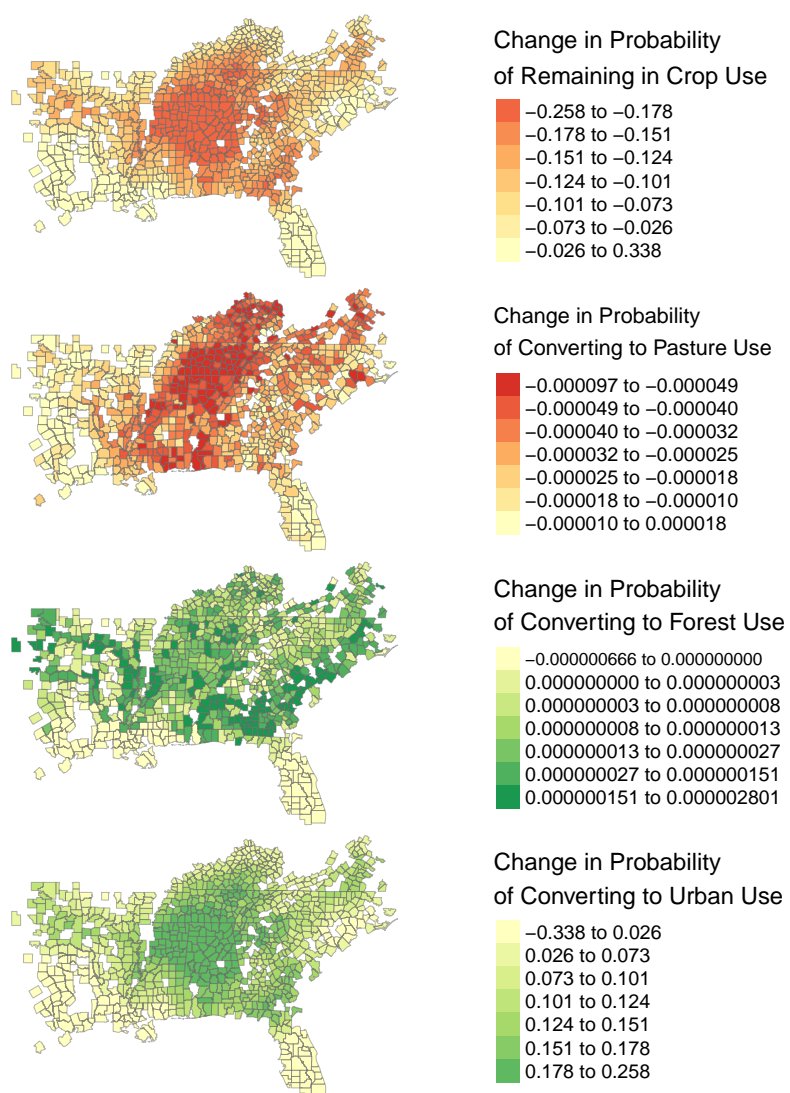 Change in Probability
of Remaining in Crop Use
−0.258 to −0.178
−0.178 to −0.151
−0.151 to −0.124
−0.124 to −0.101
−0.101 to −0.073
−0.073 to −0.026
−0.026 to 0.338
Change in Probability
of Converting to Pasture Use
−0.000097 to −0.000049
−0.000049 to −0.000040
−0.000040 to −0.000032
−0.000032 to −0.000025
−0.000025 to −0.000018
−0.000018 to −0.000010
−0.000010 to 0.000018
Change in Probability
of Converting to Forest Use
−0.000000666 to 0.000000000
0.000000000 to 0.000000003
0.000000003 to 0.000000008
0.000000008 to 0.000000013
0.000000013 to 0.000000027
0.000000027 to 0.000000151
0.000000151 to 0.000002801
Change in Probability
of Converting to Urban Use
−0.338 to 0.026
0.026 to 0.073
0.073 to 0.101
0.101 to 0.124
0.124 to 0.151
0.151 to 0.178
0.178 to 0.258